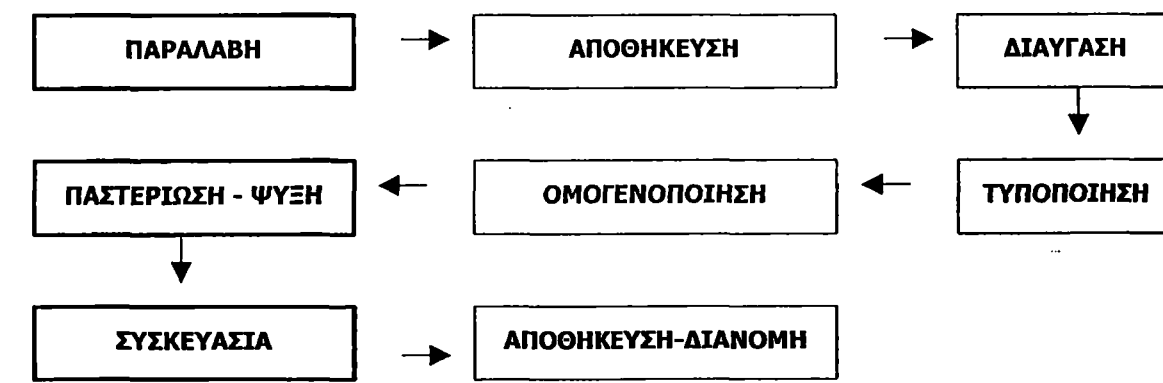 ΠΑΡΑΛΑΒΗ
ΑΠΟΘΗΚΕΥΣΗ
ΔΙΑΥΓΑΣΗ
ΤΥΠΟΠΟΙΗΣΗ
ΟΜΟΓΕΝΟΠΟΙΗΣΗ
ΠΑΣΤΕΡΙΩΣΗ - ΨΥΞΗ
ΣΥΣΚΕΥΑΣΙΑ
ΑΠΟΘΗΚΕΥΣΗ-ΔΙΑΝΟΜΗ